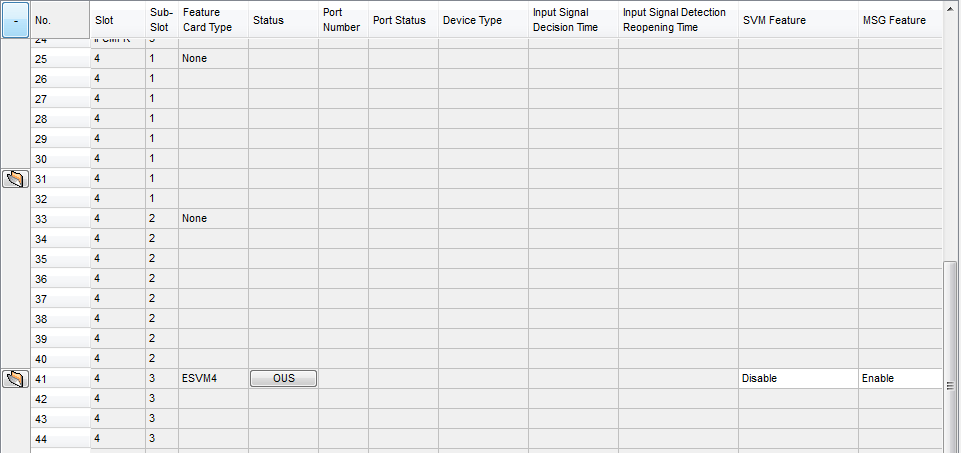 -
No. Slot Sub-Slot Feature Card Type Status Port Number Port Status Device Type Input Signal Decision Time Input Signal Detection Reopening Time SVM Feature MSG Feature
25 4 1 None
26 4 1
27 4 1
28 4 1
29 4 1
30 4 1
31 4 1
32 4 1
33 4 2 None
34 4 2
35 4 2
36 4 2
37 4 2
38 4 2
39 4 2
40 4 2
41 4 3 ESVM4 OUS Disable Enable
42 4 3
43 4 3
44 4 3